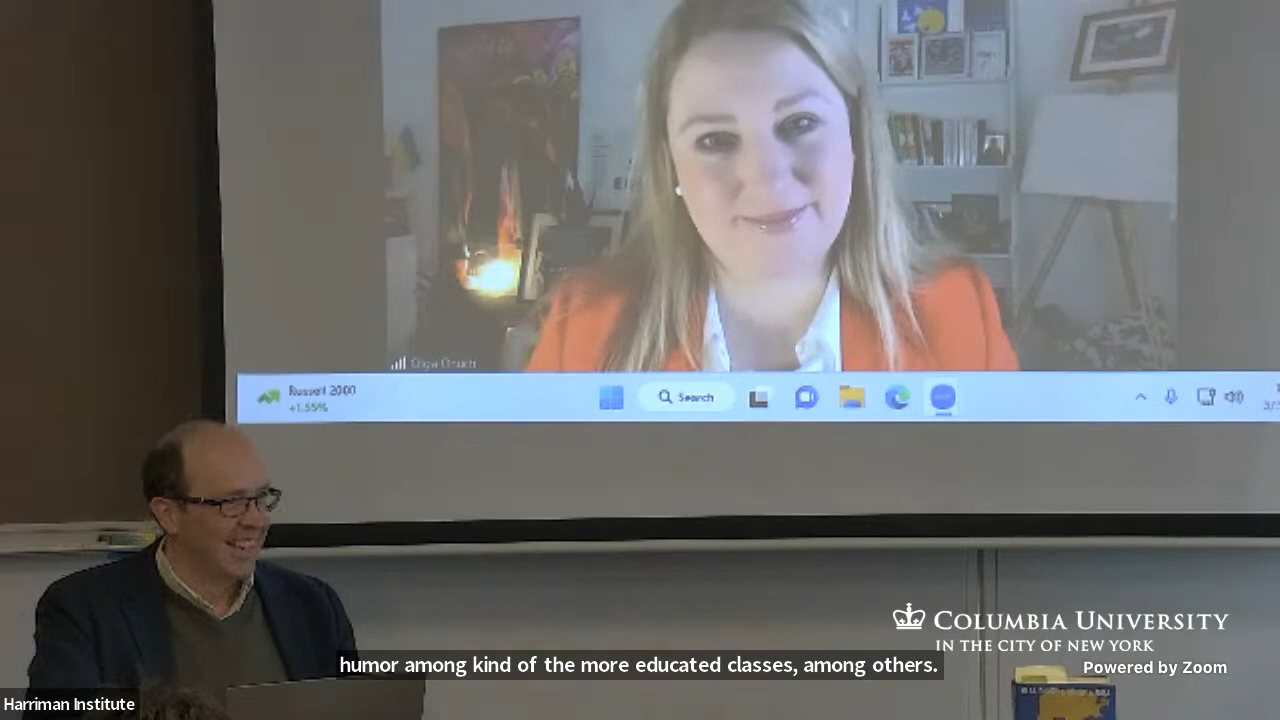 Olga Onuch
Russell 2000
+1.55%
Search
COLUMBIA UNIVERSITY
IN THE CITY OF NEW YORK
humor among kind of the more educated classes, among others.
Powered by Zoom
Harriman Institute